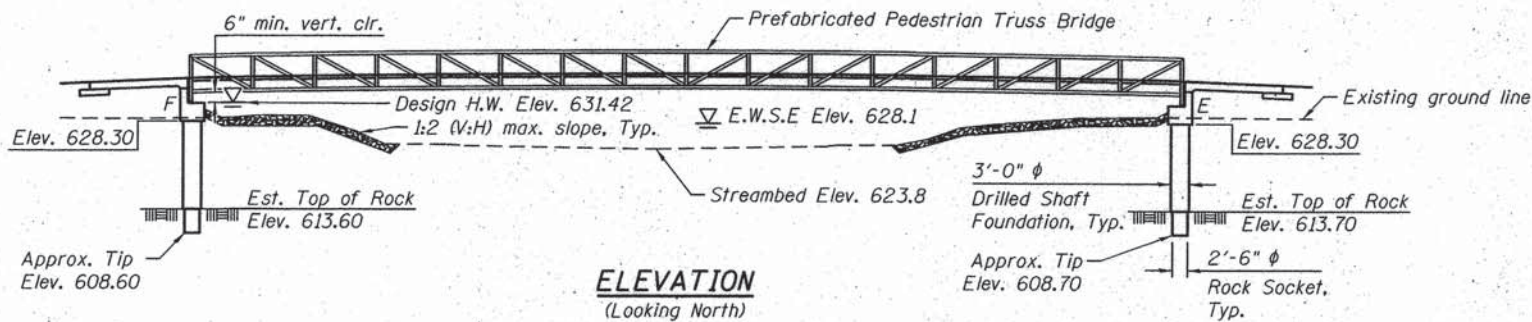 6" min. vert. clr.
Prefabricated Pedestrian Truss Bridge
F
Design H.W. Elev. 631.42
1:2 (V:H) max. slope, Typ.
E.W.S.E Elev. 628.1
E
Existing ground line
Elev. 628.30
Elev. 628.30
Streambed Elev. 623.8
3'-0" ϕ
Drilled Shaft
Foundation, Typ.
Est. Top of Rock
Elev. 613.60
Est. Top of Rock
Elev. 613.70
Approx. Tip
Elev. 608.60
Approx. Tip
Elev. 608.70
2'-6" ϕ
Rock Socket,
Typ.
ELEVATION
(Looking North)